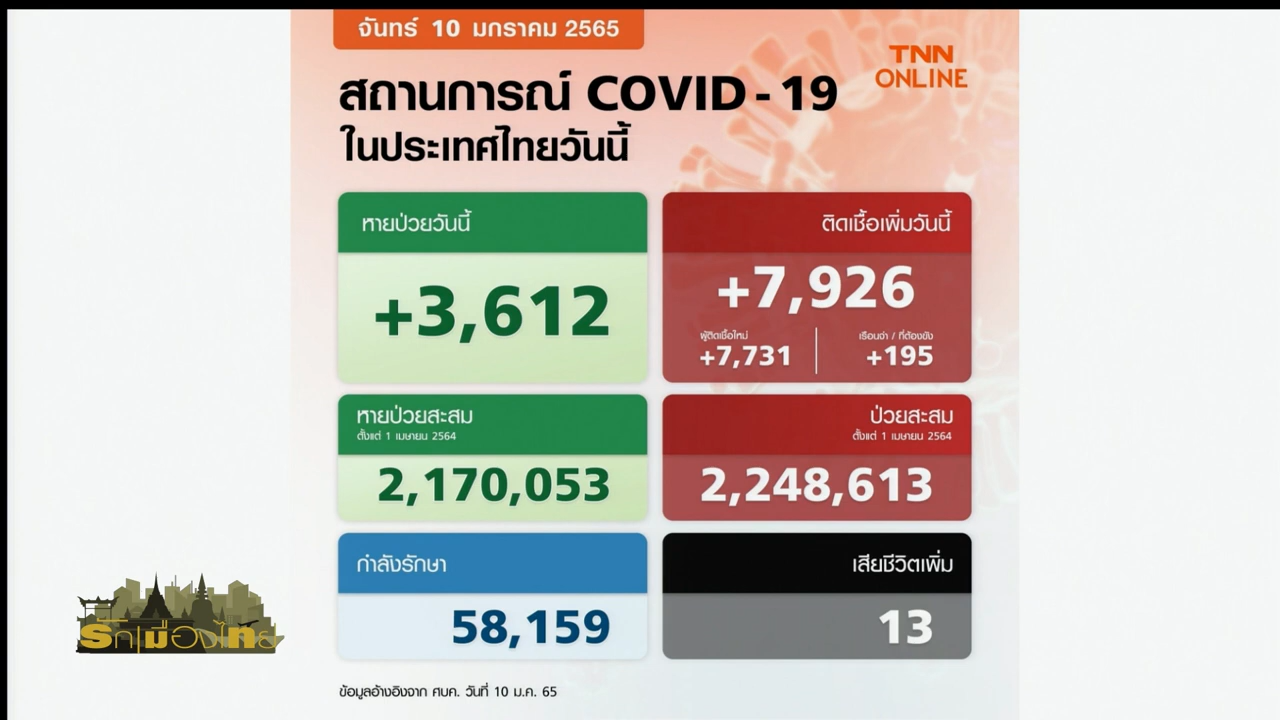 จันทร์ 10 มกราคม 2565
TNN
ONLINE
สถานการณ์ COVID - 19
ในประเทศไทยวันนี้
หายป่วยวันนี้
+3,612
ติดเชื้อเพิ่มวันนี้
+7,926
ผู้ติดเชื้อใหม่
+7,731
เรือนจำ / ที่ต้องขัง
+195
หายป่วยสะสม
ตั้งแต่ 1 เมษายน 2564
2,170,053
ป่วยสะสม
ตั้งแต่ 1 เมษายน 2564
2,248,613
กำลังรักษา
58,159
เสียชีวิตเพิ่ม
13
รักเมืองไทย
ข้อมูลอ้างอิงจาก ศบค. วันที่ 10 ม.ค. 65